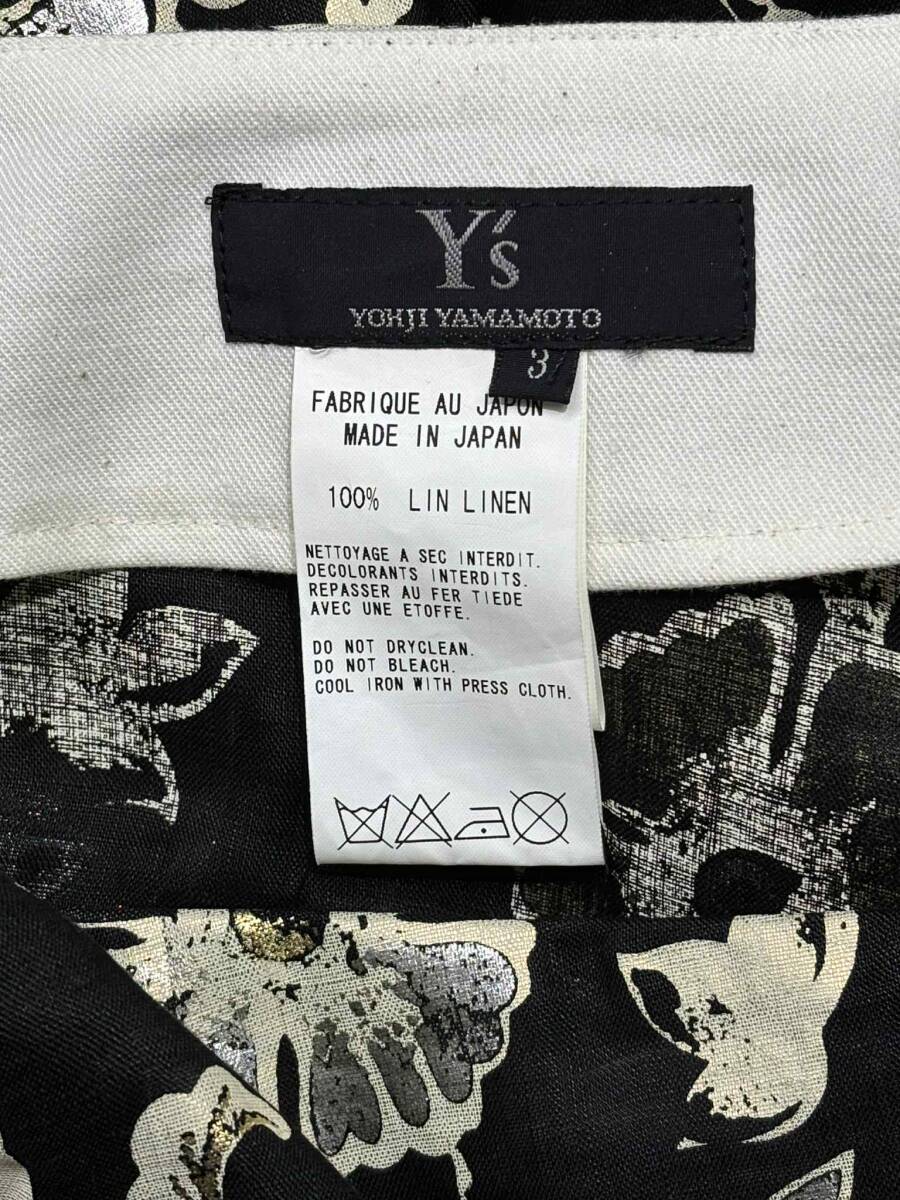 Y's
YOHJI YAMAMOTO
3
FABRIQUE AU JAPON
MADE IN JAPAN
100% LIN LINEN
NETTOYAGE A SEC INTERDIT.
DECOLORANTS INTERDITS.
REPASSER AU FER TIEDE
AVEC UNE ETOFFE.
DO NOT DRYCLEAN.
DO NOT BLEACH.
COOL IRON WITH PRESS CLOTH.